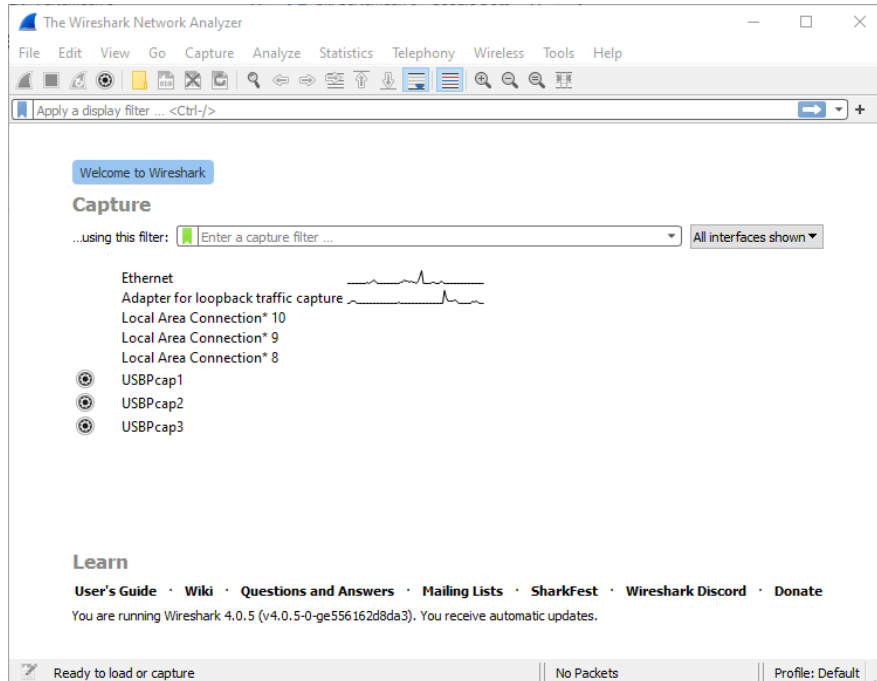 The Wireshark Network Analyzer
File Edit View Go Capture Analyze Statistics Telephony Wireless Tools Help
Apply a display filter ... <Ctrl-/>
Welcome to Wireshark
Capture
...using this filter: Enter a capture filter ... All interfaces shown
Ethernet
Adapter for loopback traffic capture
Local Area Connection* 10
Local Area Connection* 9
Local Area Connection* 8
USBPcap1
USBPcap2
USBPcap3
Learn
User's Guide · Wiki · Questions and Answers · Mailing Lists · SharkFest · Wireshark Discord · Donate
You are running Wireshark 4.0.5 (v4.0.5-0-ge556162d8da3). You receive automatic updates.
Ready to load or capture No Packets Profile: Default